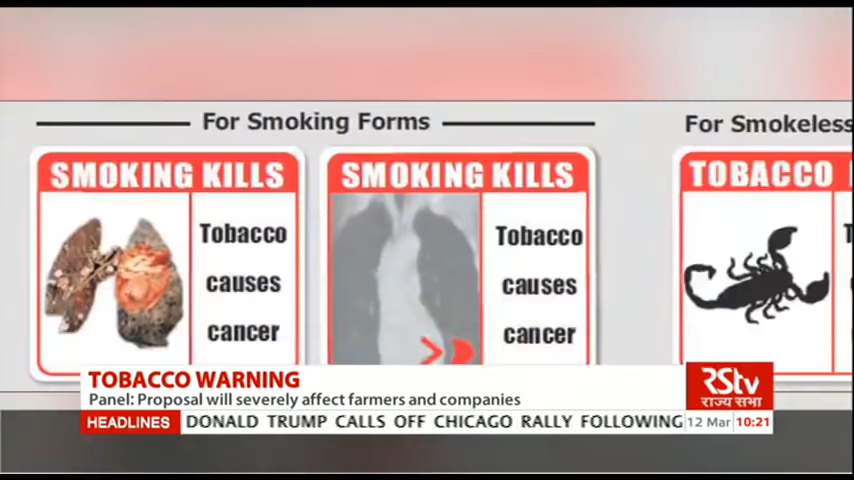 For Smoking Forms
For Smokeless
SMOKING KILLS
Tobacco
causes
cancer
SMOKING KILLS
Tobacco
causes
cancer
TOBACCO
TOBACCO WARNING
Panel: Proposal will severely affect farmers and companies
RStv
राज्य सभा
HEADLINES DONALD TRUMP CALLS OFF CHICAGO RALLY FOLLOWING 12 Mar 10:21